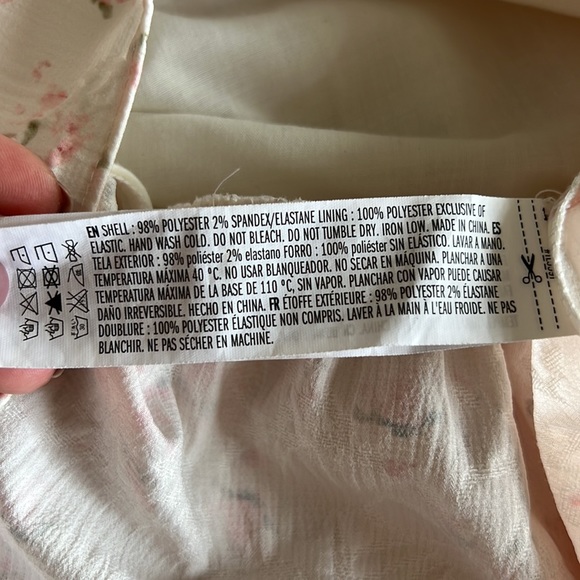 EN SHELL : 98% POLYESTER 2% SPANDEX/ELASTANE LINING : 100% POLYESTER EXCLUSIVE OF
ELASTIC. HAND WASH COLD. DO NOT BLEACH. DO NOT TUMBLE DRY. IRON LOW. MADE IN CHINA. ES
TELA EXTERIOR : 98% poliéster 2% elastano FORRO : 100% poliéster SIN ELÁSTICO. LAVAR A MANO.
TEMPERATURA MÁXIMA 40 °C. NO USAR BLANQUEADOR. NO SECAR EN MÁQUINA. PLANCHAR A UNA
TEMPERATURA MÁXIMA DE LA BASE DE 110 °C, SIN VAPOR. PLANCHAR CON VAPOR PUEDE CAUSAR
DAÑO IRREVERSIBLE. HECHO EN CHINA. FR ÉTOFFE EXTÉRIEURE : 98% POLYESTER 2% ÉLASTANE
DOUBLURE : 100% POLYESTER ÉLASTIQUE NON COMPRIS. LAVER À LA MAIN À L'EAU FROIDE. NE PAS
BLANCHIR. NE PAS SÉCHER EN MACHINE.